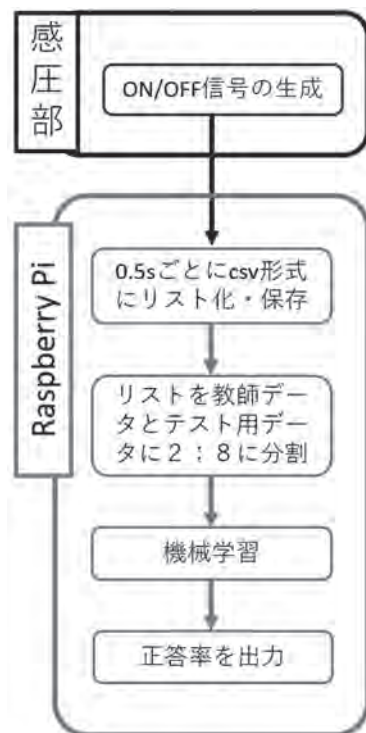 感圧部
ON/OFF信号の生成
Raspberry Pi
0.5sごとにcsv形式
にリスト化・保存
リストを教師デー
タとテスト用デー
タに２：８に分割
機械学習
正答率を出力